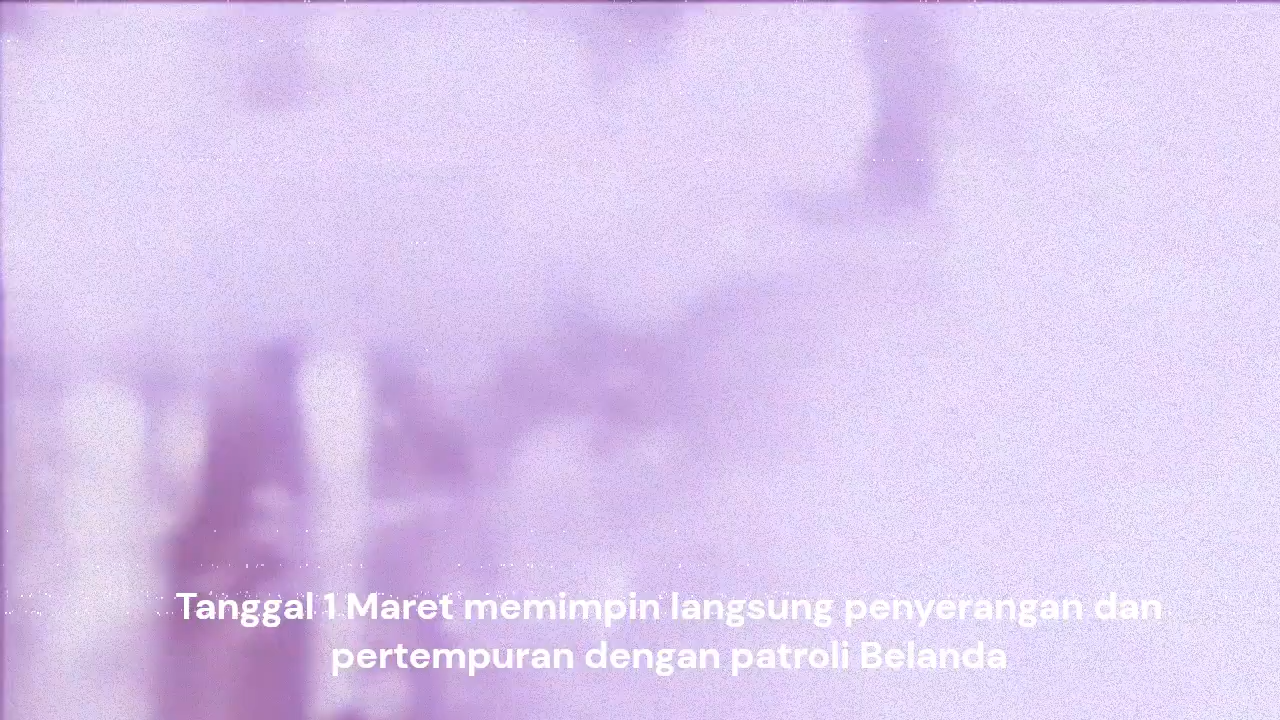 Tanggal 1 Maret memimpin langsung penyerangan dan
pertempuran dengan patroli Belanda